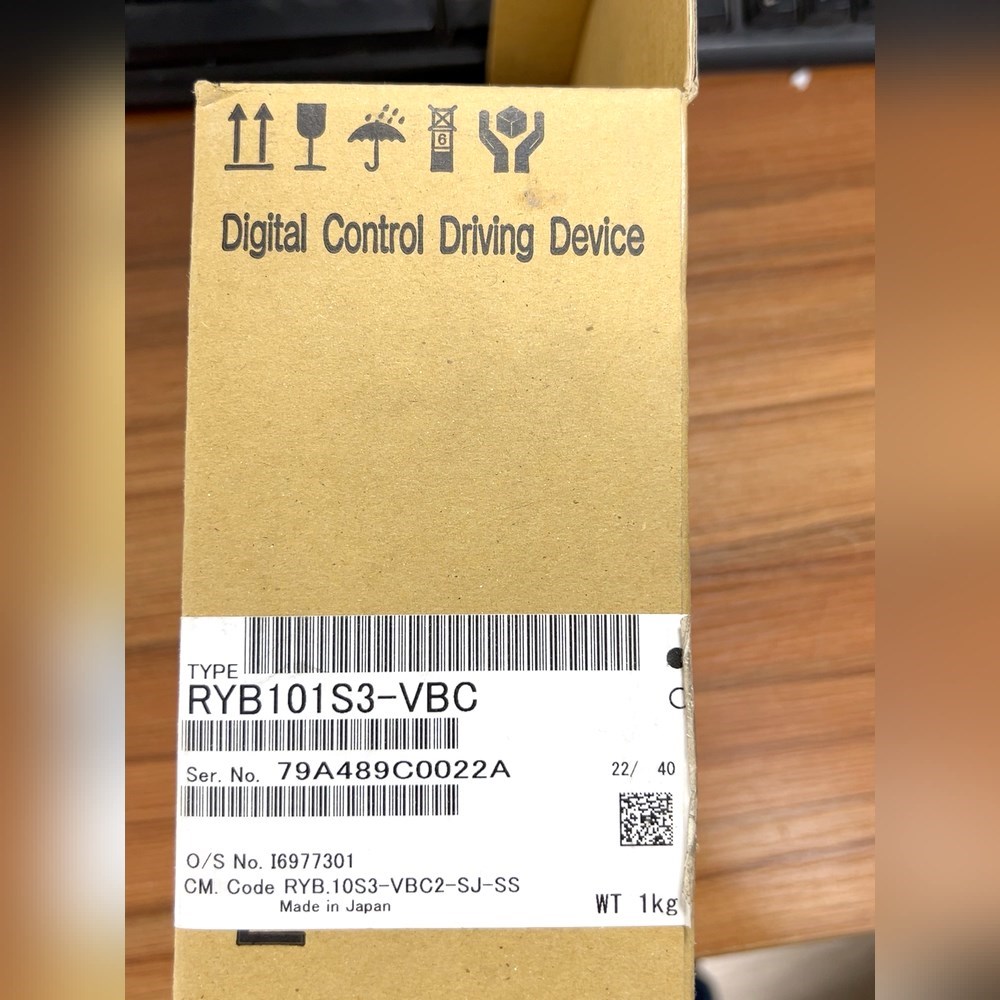 6
Digital Control Driving Device
TYPE
RYB101S3-VBC
Ser. No. 79A489C0022A 22/ 40
O/S No. I6977301
CM. Code RYB.10S3-VBC2-SJ-SS
Made in Japan WT 1kg